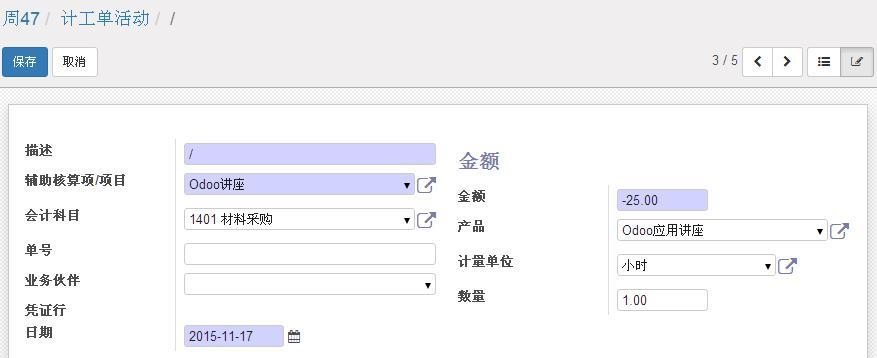 周47 / 计工单活动 / /
保存 取消 3 / 5
描述 /
辅助核算项/项目 Odoo讲座
会计科目 1401 材料采购
单号
业务伙伴
凭证行
日期 2015-11-17
金额
金额 -25.00
产品 Odoo应用讲座
计量单位 小时
数量 1.00